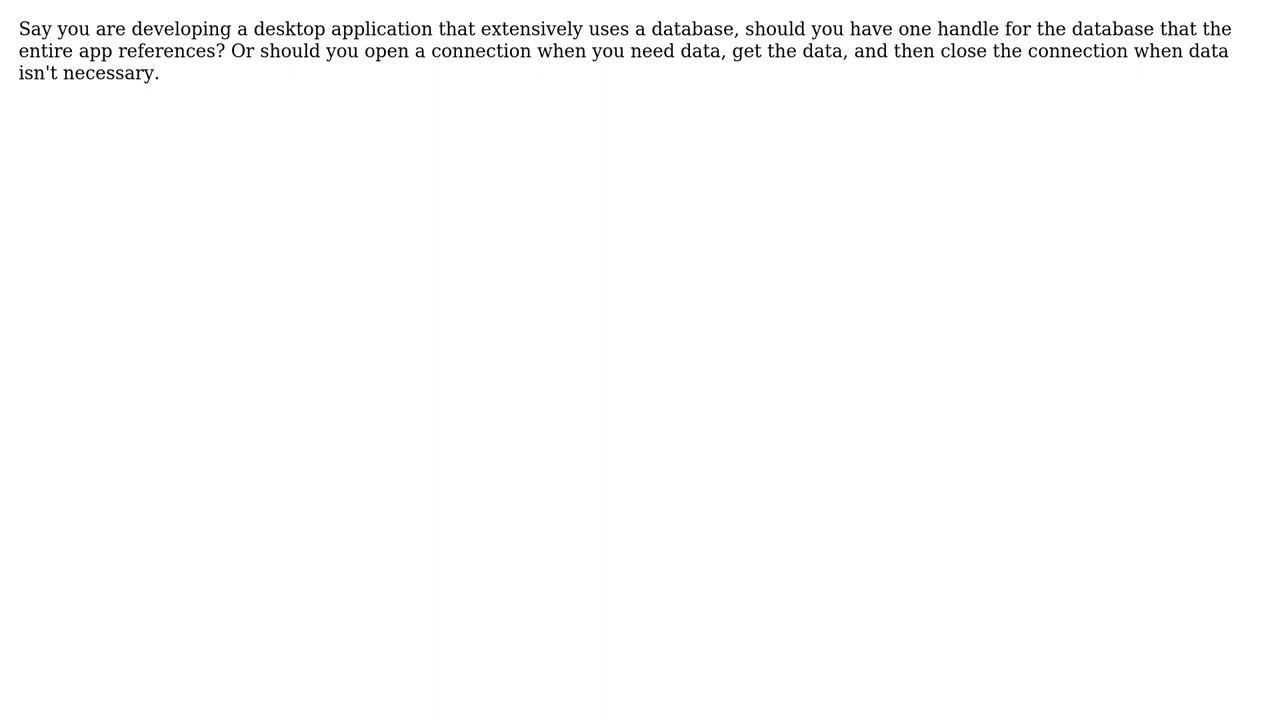 Say you are developing a desktop application that extensively uses a database, should you have one handle for the database that the
entire app references? Or should you open a connection when you need data, get the data, and then close the connection when data
isn't necessary.